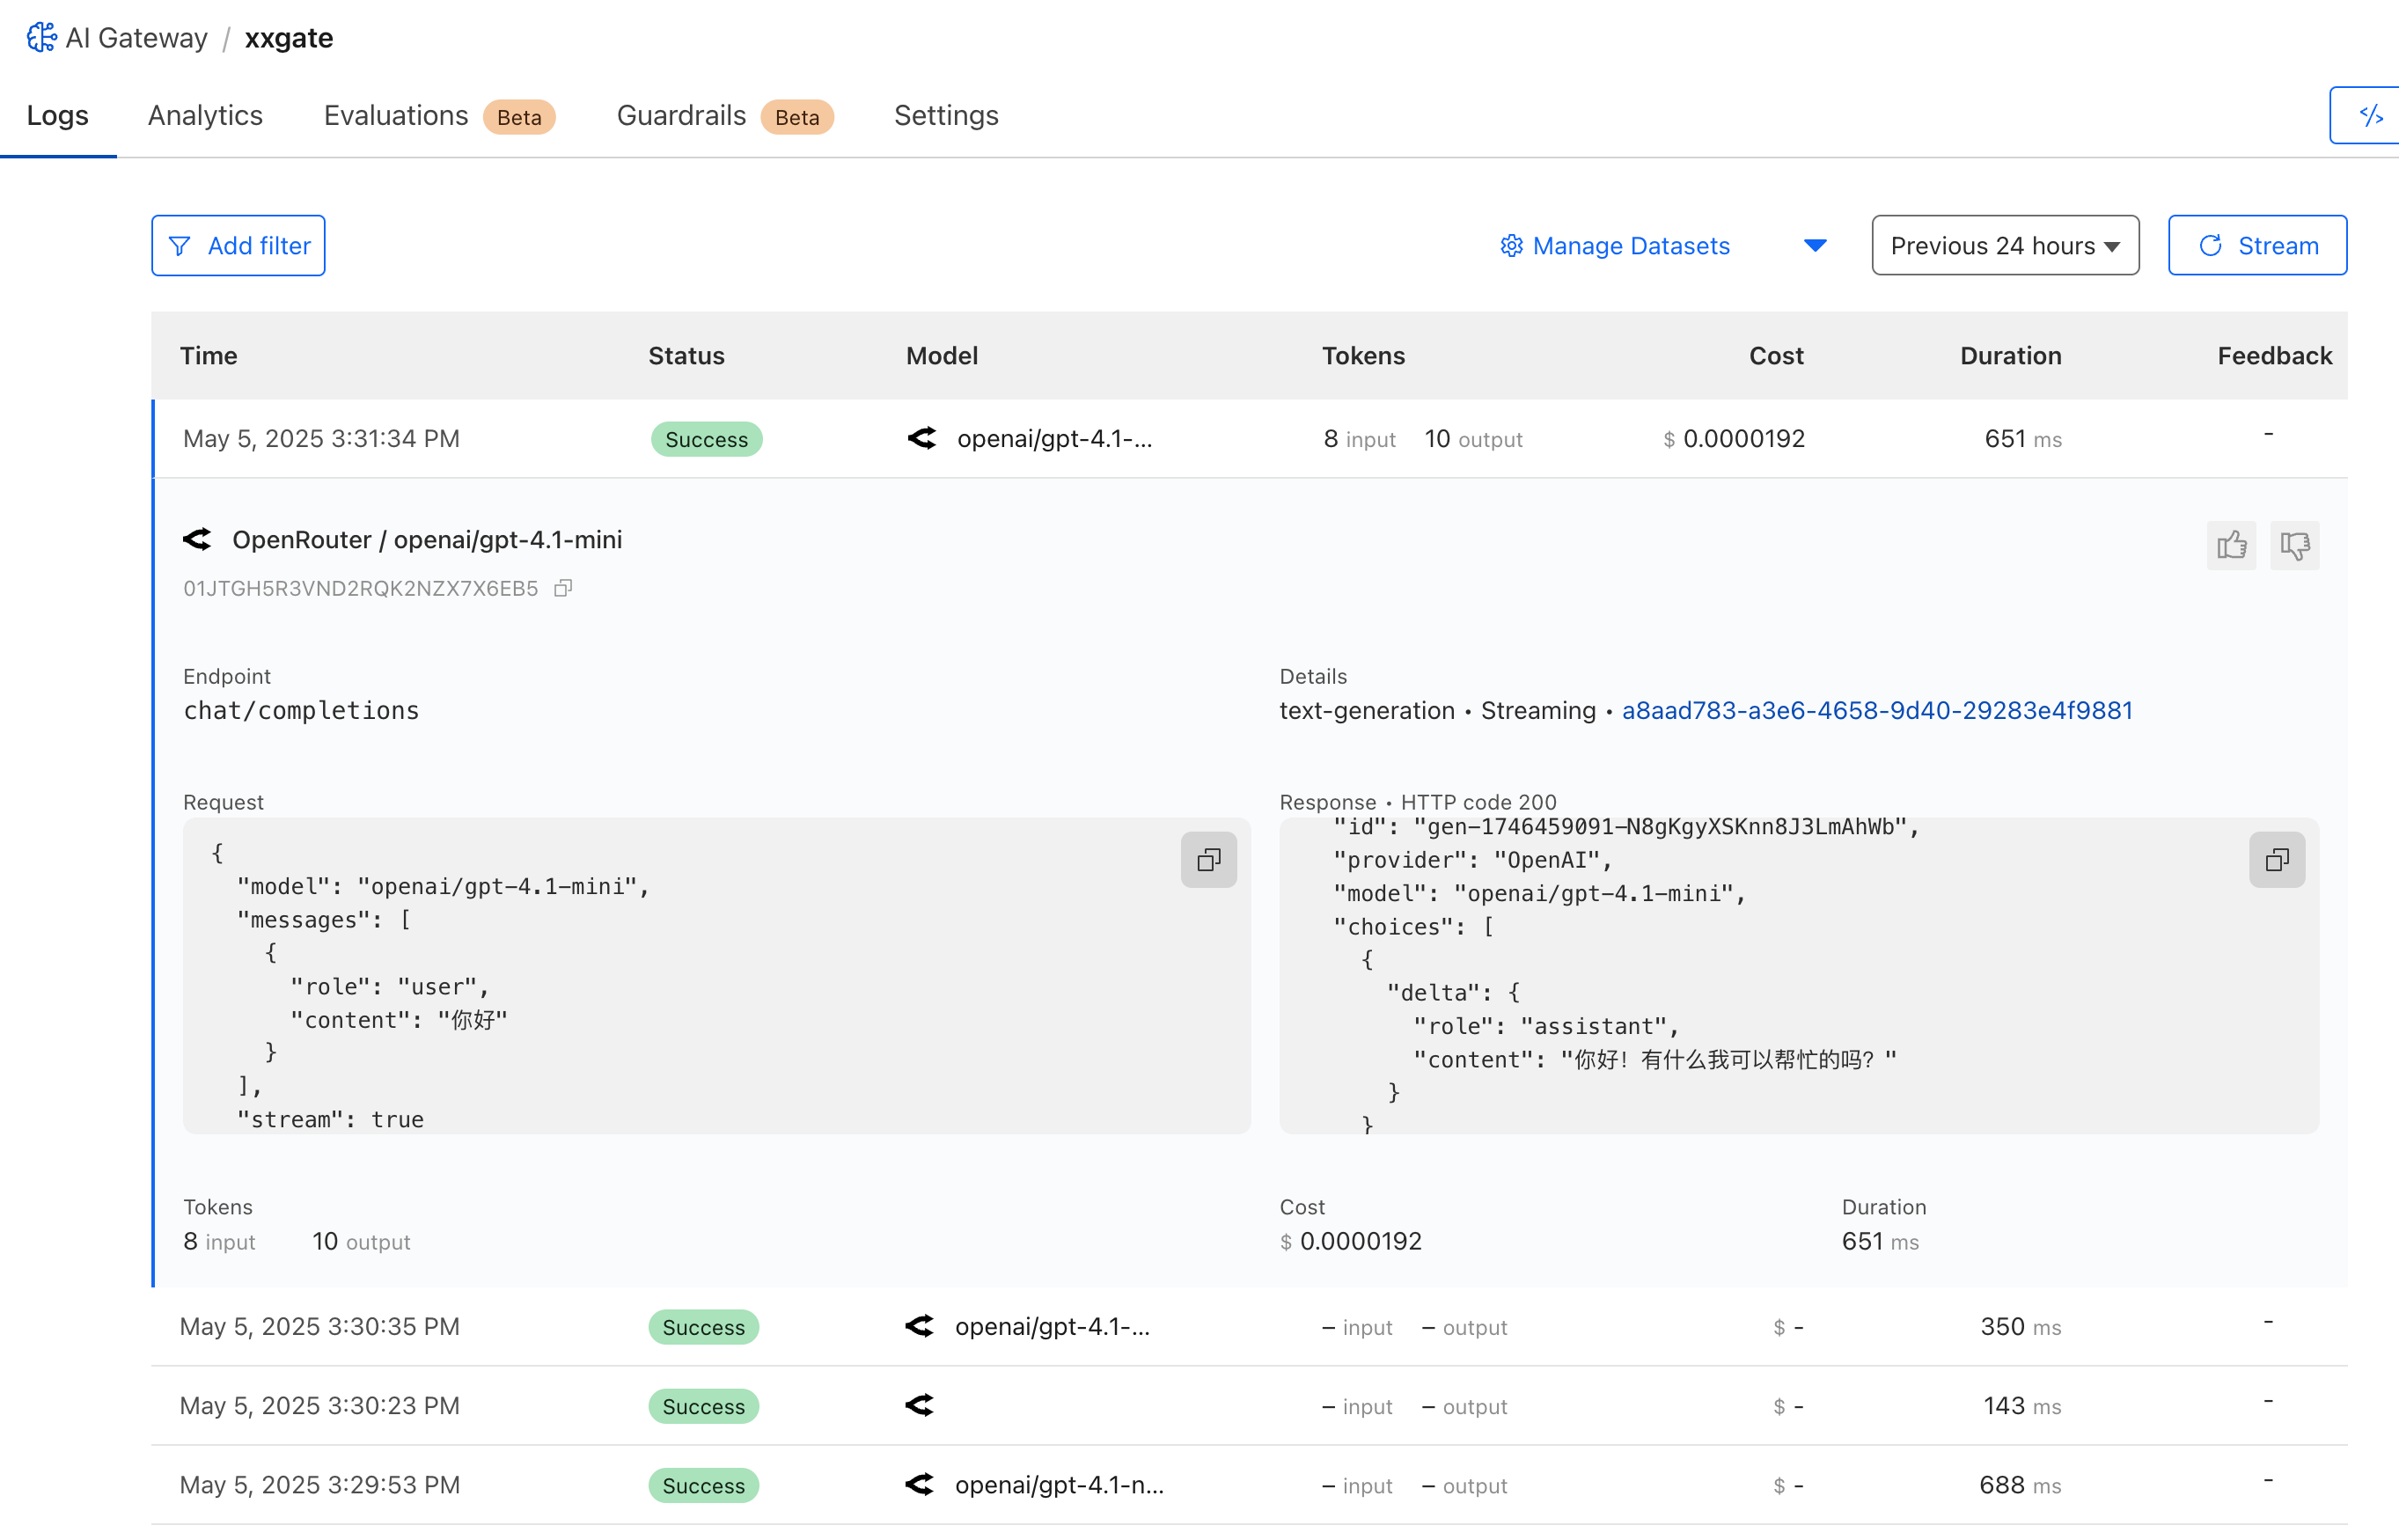 AI Gateway / xxgate
Logs Analytics Evaluations Beta Guardrails Beta Settings </>
Add filter Manage Datasets Previous 24 hours Stream
Time Status Model Tokens Cost Duration Feedback
May 5, 2025 3:31:34 PM Success openai/gpt-4.1-... 8 input 10 output $ 0.0000192 651 ms -
OpenRouter / openai/gpt-4.1-mini
01JTGH5R3VND2RQK2NZX7X6EB5
Endpoint
chat/completions
Details
text-generation • Streaming • a8aad783-a3e6-4658-9d40-29283e4f9881
Request
{
"model": "openai/gpt-4.1-mini",
"messages": [
{
"role": "user",
"content": "你好"
}
],
"stream": true
Response • HTTP code 200
"id": "gen-1746459091-N8gKgyXSKnn8J3LmAhWb",
"provider": "OpenAI",
"model": "openai/gpt-4.1-mini",
"choices": [
{
"delta": {
"role": "assistant",
"content": "你好！有什么我可以帮忙的吗？"
}
}
Tokens
8 input 10 output
Cost
$ 0.0000192
Duration
651 ms
May 5, 2025 3:30:35 PM Success openai/gpt-4.1-... – input – output $ - 350 ms -
May 5, 2025 3:30:23 PM Success – input – output $ - 143 ms -
May 5, 2025 3:29:53 PM Success openai/gpt-4.1-n... – input – output $ - 688 ms -